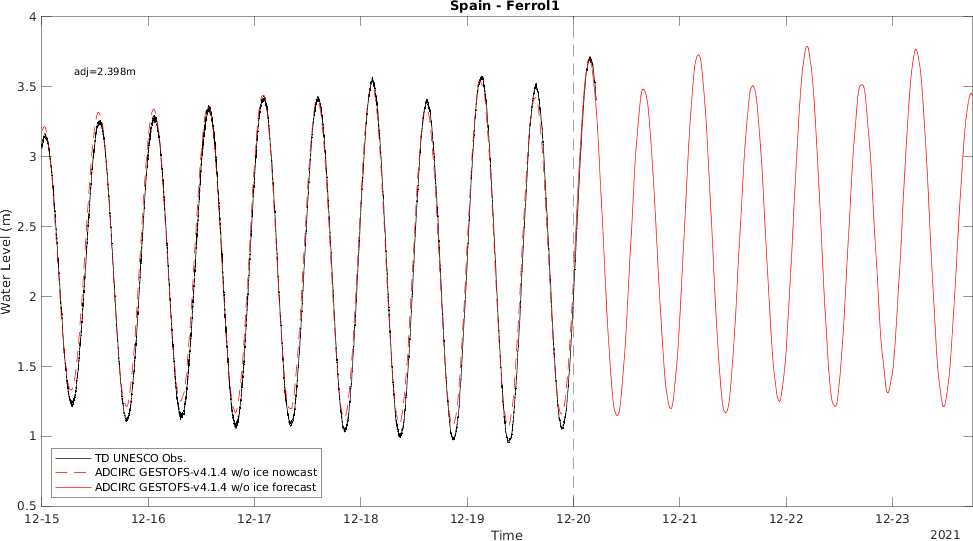 Spain - Ferrol1
4
3.5
3
2.5
2
1.5
1
0.5
Water Level (m)
adj=2.398m
TD UNESCO Obs.
ADCIRC GESTOFS-v4.1.4 w/o ice nowcast
ADCIRC GESTOFS-v4.1.4 w/o ice forecast
12-15 12-16 12-17 12-18 12-19 12-20 12-21 12-22 12-23
Time
2021